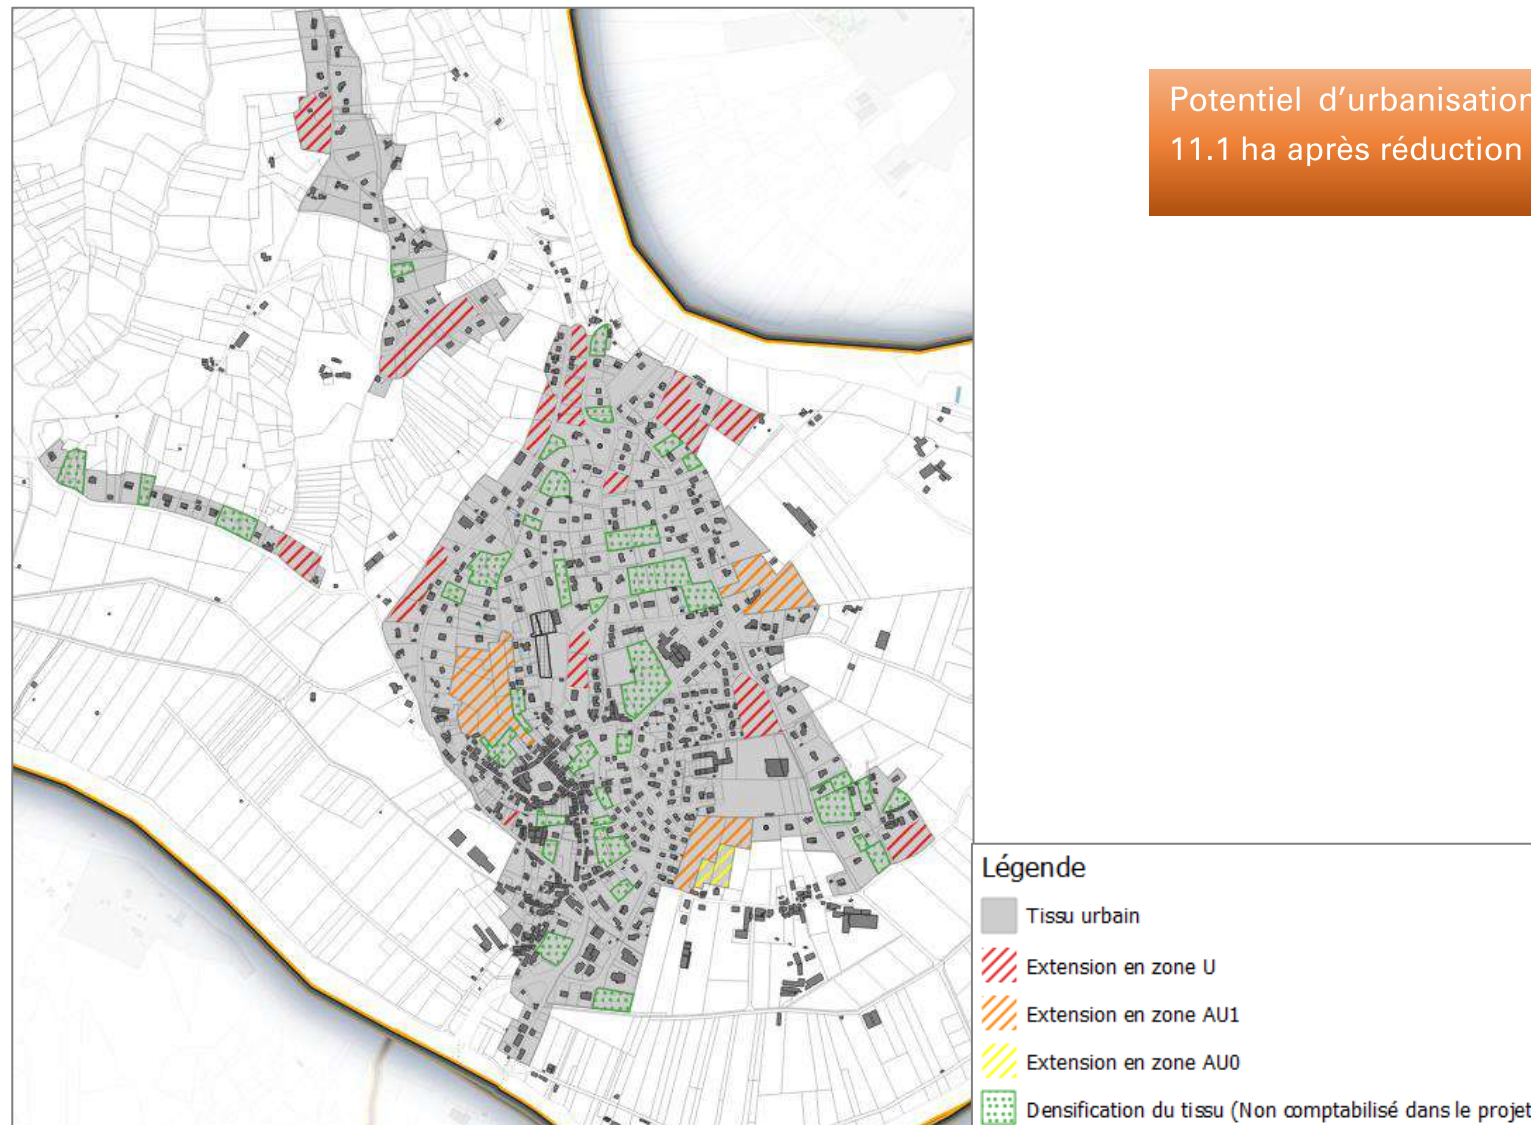 Potentiel d'urbanisation
11.1 ha après réduction
Légende
Tissu urbain
Extension en zone U
Extension en zone AU1
Extension en zone AU0
Densification du tissu (Non comptabilisé dans le projet